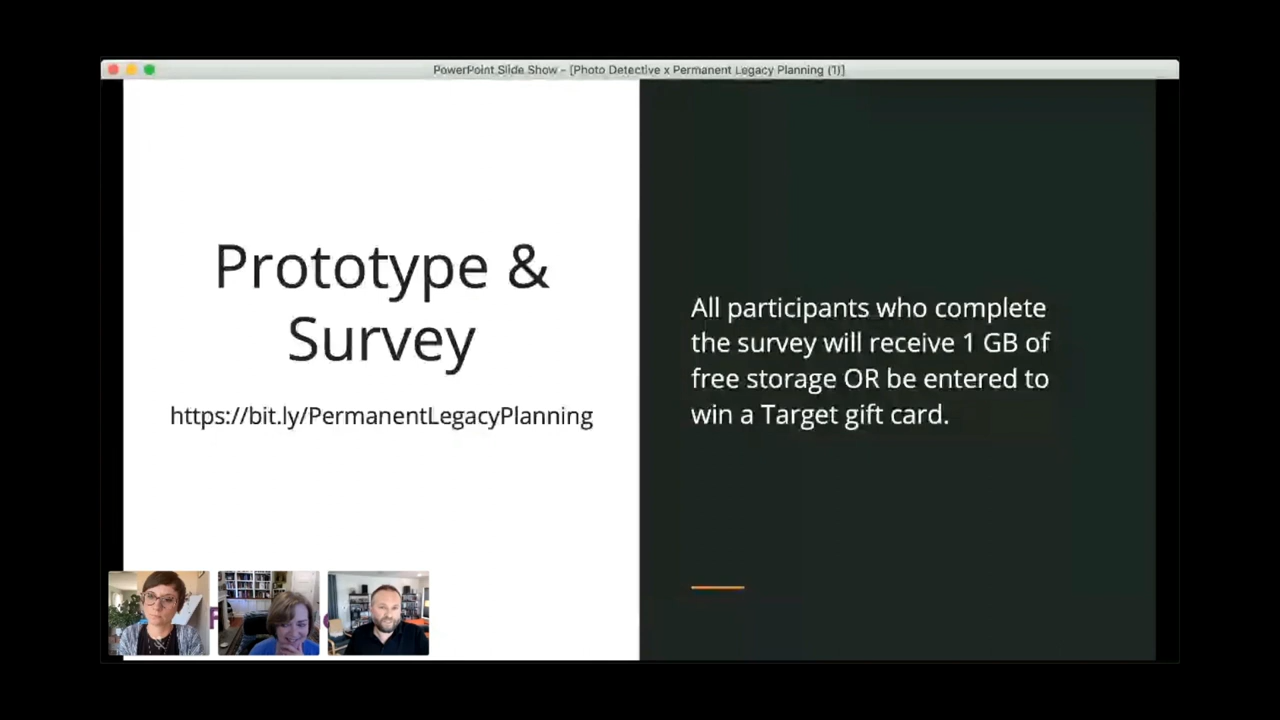 PowerPoint Slide Show - [Photo Detective x Permanent Legacy Planning (1)]
Prototype &
Survey
https://bit.ly/PermanentLegacyPlanning
All participants who complete
the survey will receive 1 GB of
free storage OR be entered to
win a Target gift card.